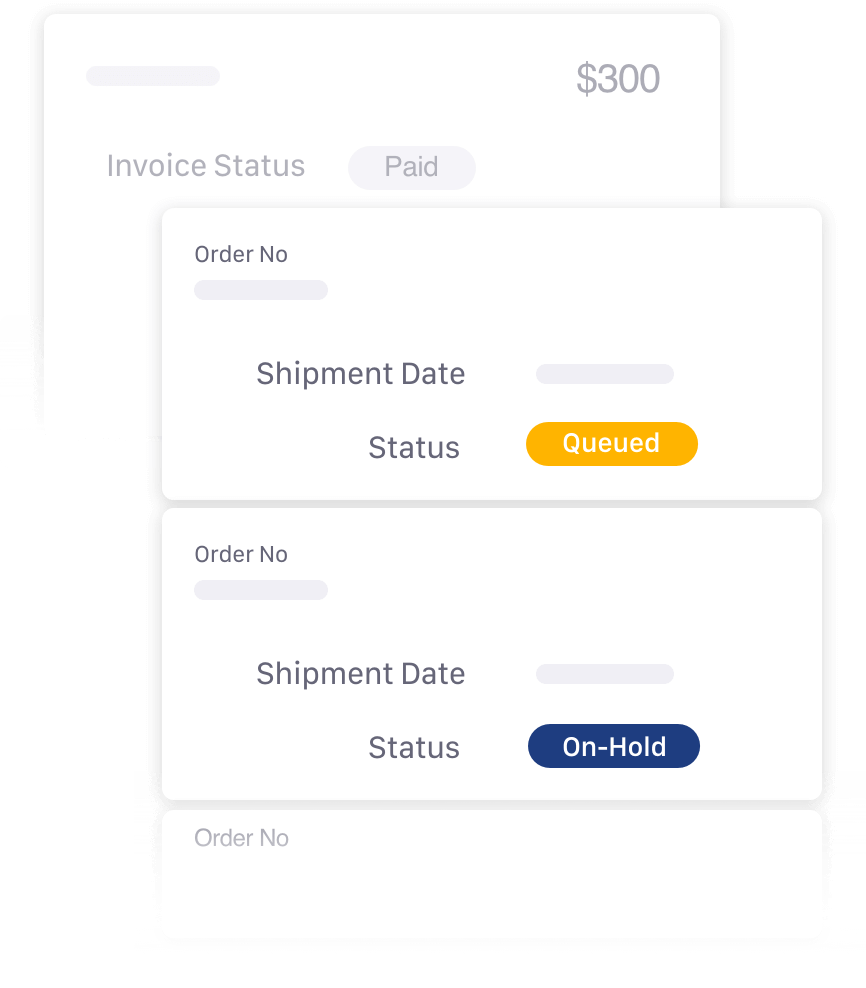 $300
Invoice Status Paid
Order No
Shipment Date
Status Queued
Order No
Shipment Date
Status On-Hold
Order No